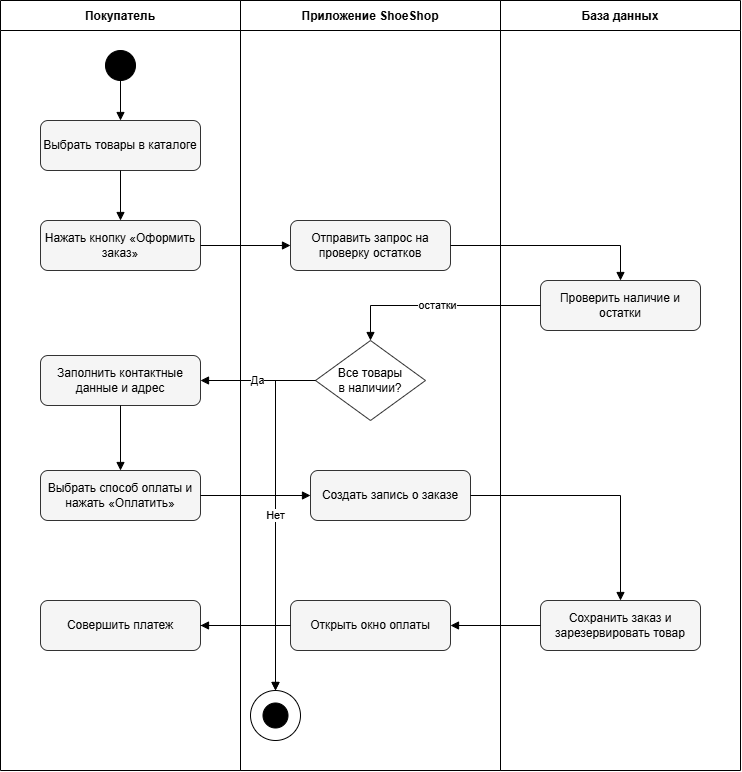 Покупатель
Приложение ShoeShop
База данных
Выбрать товары в каталоге
Нажать кнопку «Оформить
заказ»
Отправить запрос на
проверку остатков
Проверить наличие и
остатки
остатки
Все товары
в наличии?
Да
Заполнить контактные
данные и адрес
Выбрать способ оплаты и
нажать «Оплатить»
Создать запись о заказе
Нет
Совершить платеж
Открыть окно оплаты
Сохранить заказ и
зарезервировать товар